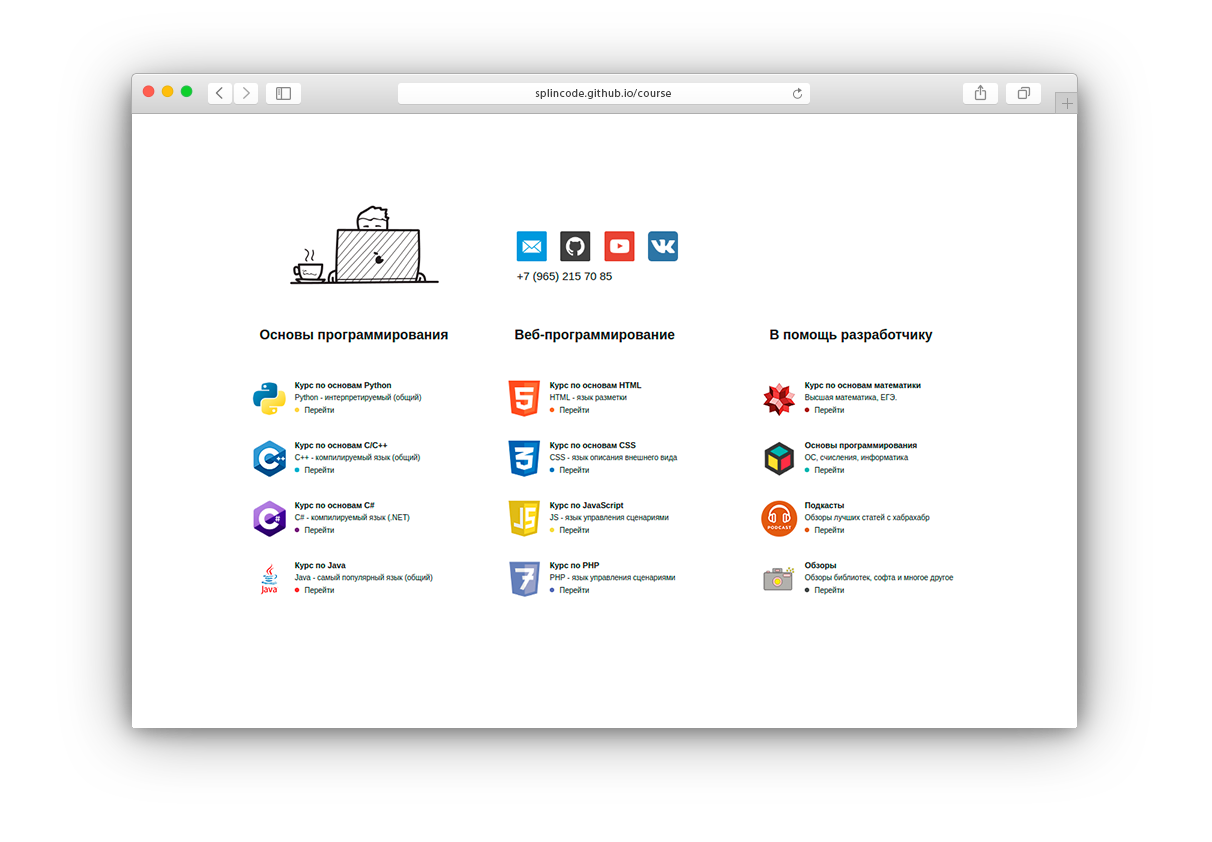 splincode.github.io/course
+7 (965) 215 70 85
Основы программирования
Курс по основам Python
Python - интерпретируемый (общий)
Перейти
Курс по основам C/C++
C++ - компилируемый язык (общий)
Перейти
Курс по основам C#
C# - компилируемый язык (.NET)
Перейти
Java
Курс по Java
Java - самый популярный язык (общий)
Перейти
Веб-программирование
Курс по основам HTML
HTML - язык разметки
Перейти
Курс по основам CSS
CSS - язык описания внешнего вида
Перейти
JS
Курс по JavaScript
JS - язык управления сценариями
Перейти
7
Курс по PHP
PHP - язык управления сценариями
Перейти
В помощь разработчику
Курс по основам математики
Высшая математика, ЕГЭ.
Перейти
Основы программирования
ОС, счисления, информатика
Перейти
PODCAST
Подкасты
Обзоры лучших статей с хабрахабр
Перейти
Обзоры
Обзоры библиотек, софта и многое другое
Перейти